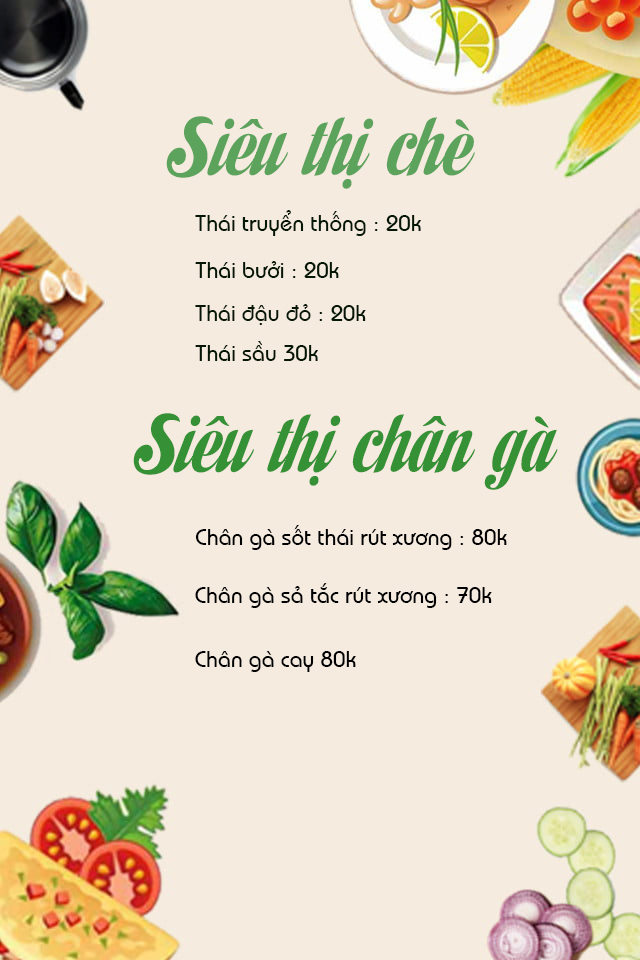 Siêu thị chè
Thái truyển thống : 20k
Thái bưởi : 20k
Thái đậu đỏ : 20k
Thái sầu 30k
Siêu thị chân gà
Chân gà sốt thái rút xương : 80k
Chân gà sả tắc rút xương : 70k
Chân gà cay 80k